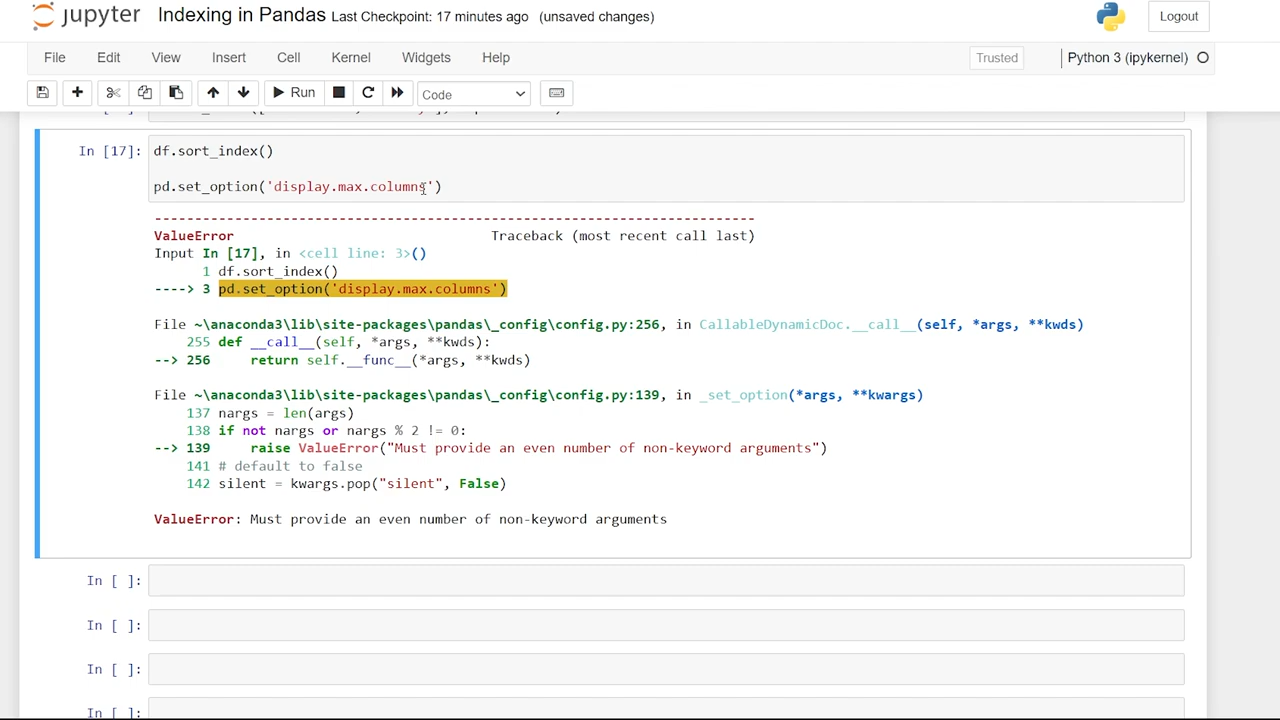 jupyter Indexing in Pandas Last Checkpoint: 17 minutes ago (unsaved changes) Logout
File Edit View Insert Cell Kernel Widgets Help Trusted Python 3 (ipykernel)
Run Code
In [17]: df.sort_index()
pd.set_option('display.max.columns')
---------------------------------------------------------------------------
ValueError Traceback (most recent call last)
Input In [17], in <cell line: 3>()
1 df.sort_index()
----> 3 pd.set_option('display.max.columns')
File ~\anaconda3\lib\site-packages\pandas\_config\config.py:256, in CallableDynamicDoc.__call__(self, *args, **kwds)
255 def __call__(self, *args, **kwds):
--> 256 return self.__func__(*args, **kwds)
File ~\anaconda3\lib\site-packages\pandas\_config\config.py:139, in _set_option(*args, **kwargs)
137 nargs = len(args)
138 if not nargs or nargs % 2 != 0:
--> 139 raise ValueError("Must provide an even number of non-keyword arguments")
141 # default to false
142 silent = kwargs.pop("silent", False)
ValueError: Must provide an even number of non-keyword arguments
In [ ]:
In [ ]:
In [ ]:
In [ ]: